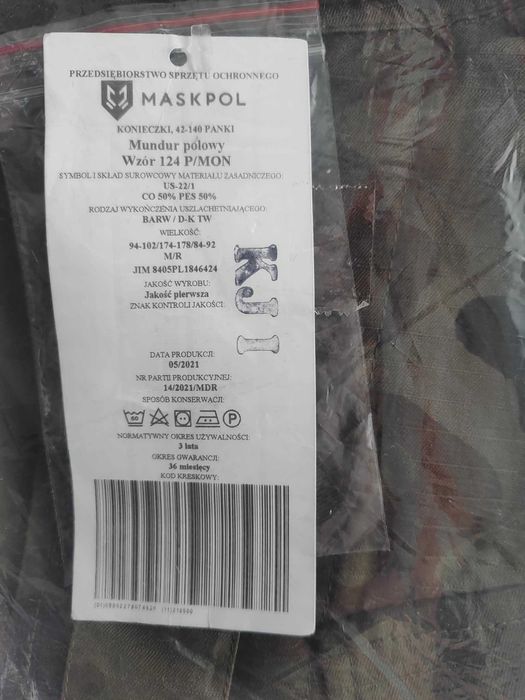 PRZEDSIĘBIORSTWO SPRZĘTU OCHRONNEGO
MASKPOL
KONIECZKI, 42-140 PANKI
Mundur polowy
Wzór 124 P/MON
SYMBOL I SKŁAD SUROWCOWY MATERIAŁU ZASADNICZEGO:
US-22/1
CO 50% PES 50%
RODZAJ WYKOŃCZENIA USZLACHETNIAJĄCEGO:
BARW / D-K TW
WIELKOŚĆ:
94-102/174-178/84-92
M/R
JIM 8405PL1846424
JAKOŚĆ WYROBU:
Jakość pierwsza
ZNAK KONTROLI JAKOŚCI:
KJ I
DATA PRODUKCJI:
05/2021
NR PARTII PRODUKCYJNEJ:
14/2021/MDR
SPOSÓB KONSERWACJI:
P
NORMATYWNY OKRES UŻYWALNOŚCI:
3 lata
OKRES GWARANCJI:
36 miesięcy
KOD KRESKOWY: